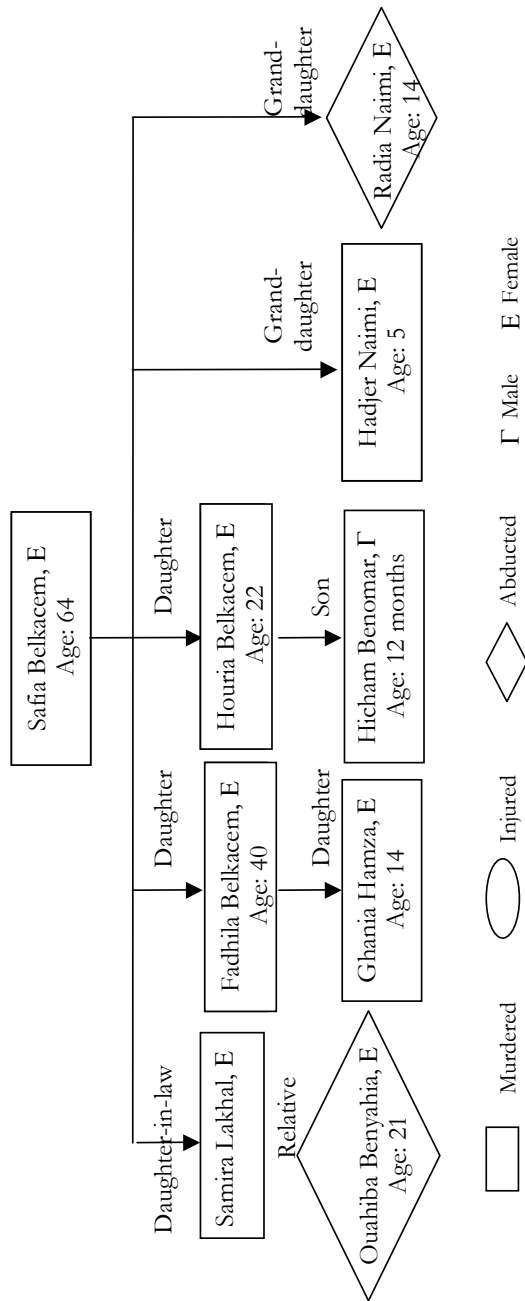 Safia Belkacem, E
Age: 64
Daughter-in-law
Daughter
Daughter
Grand-
daughter
Grand-
daughter
Samira Lakhal, E
Fadhila Belkacem, E
Age: 40
Houria Belkacem, E
Age: 22
Relative
Daughter
Son
Ouahiba Benyahia, E
Age: 21
Ghania Hamza, E
Age: 14
Hicham Benomar, Γ
Age: 12 months
Hadjer Naimi, E
Age: 5
Radia Naimi, E
Age: 14
Murdered
Injured
Abducted
Γ Male
E Female